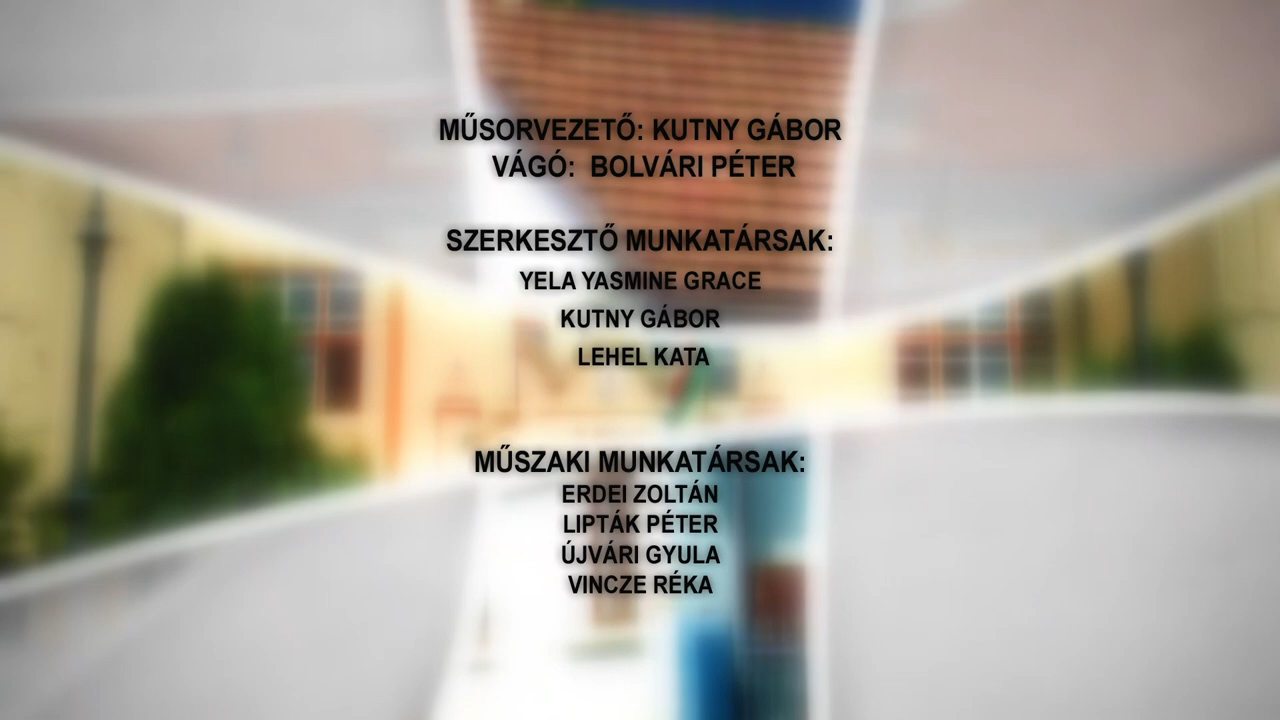 MŰSORVEZETŐ: KUTNY GÁBOR
VÁGÓ: BOLVÁRI PÉTER
SZERKESZTŐ MUNKATÁRSAK:
YELA YASMINE GRACE
KUTNY GÁBOR
LEHEL KATA
MŰSZAKI MUNKATÁRSAK:
ERDEI ZOLTÁN
LIPTÁK PÉTER
ÚJVÁRI GYULA
VINCZE RÉKA